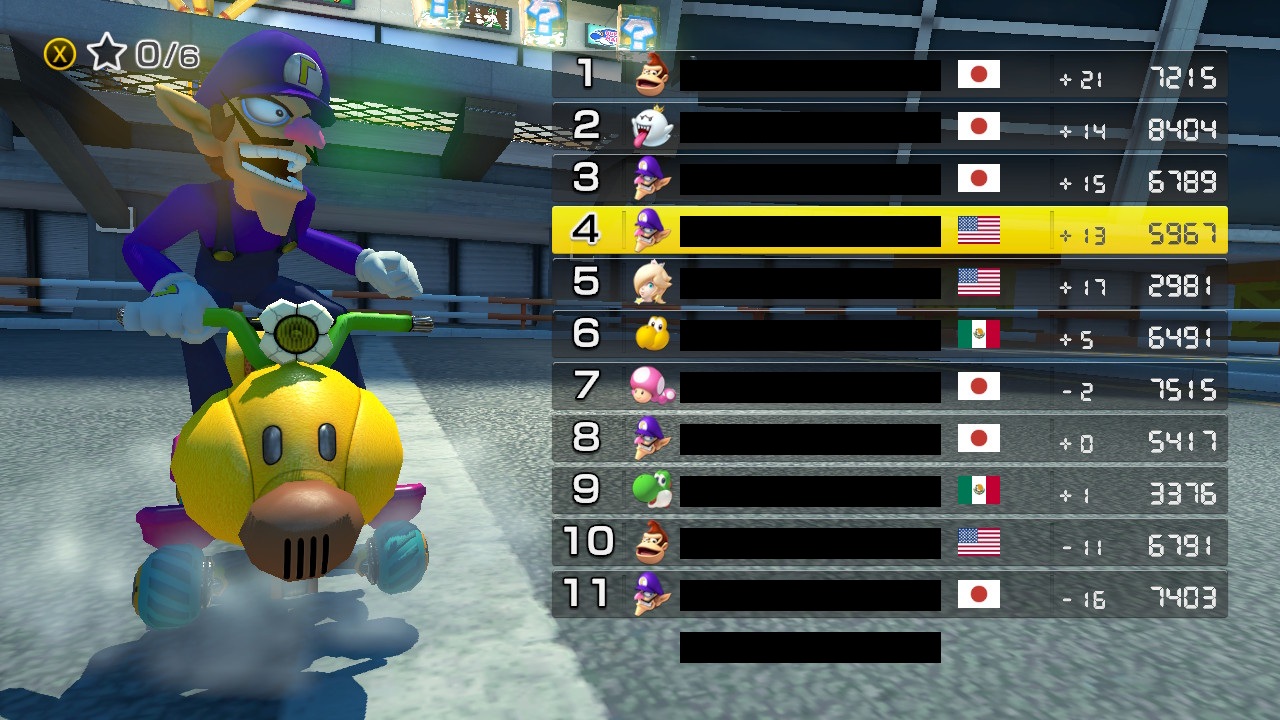 X 0/6
1 + 21 7215
2 + 14 8404
3 + 15 6789
4 + 13 5967
5 + 17 2981
6 + 5 6491
7 - 2 7515
8 + 0 5417
9 + 1 3376
10 - 11 6791
11 - 16 7403